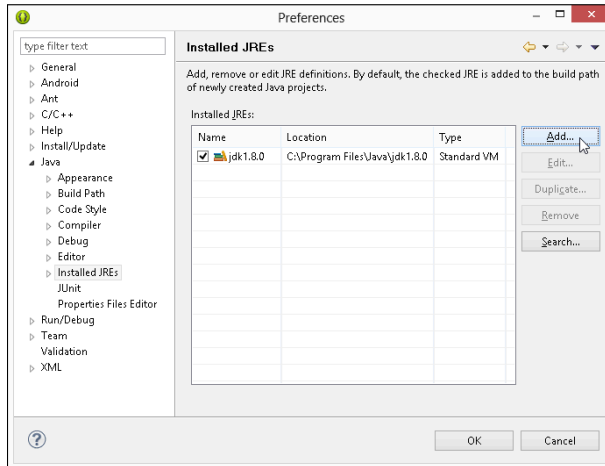 Preferences
type filter text
General
Android
Ant
C/C++
Help
Install/Update
Java
Appearance
Build Path
Code Style
Compiler
Debug
Editor
Installed JREs
JUnit
Properties Files Editor
Run/Debug
Team
Validation
XML
Installed JREs
Add, remove or edit JRE definitions. By default, the checked JRE is added to the build path
of newly created Java projects.
Installed JREs:
Name Location Type
jdk1.8.0 C:\Program Files\Java\jdk1.8.0 Standard VM
Add...
Edit...
Duplicate...
Remove
Search...
OK Cancel